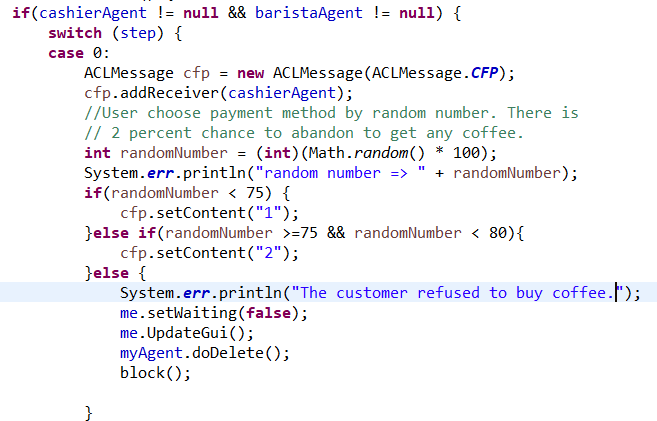 if(cashierAgent != null && baristaAgent != null) {
switch (step) {
case 0:
ACLMessage cfp = new ACLMessage(ACLMessage.CFP);
cfp.addReceiver(cashierAgent);
//User choose payment method by random number. There is
// 2 percent chance to abandon to get any coffee.
int randomNumber = (int)(Math.random() * 100);
System.err.println("random number => " + randomNumber);
if(randomNumber < 75) {
cfp.setContent("1");
}else if(randomNumber >=75 && randomNumber < 80){
cfp.setContent("2");
}else {
System.err.println("The customer refused to buy coffee.");
me.setWaiting(false);
me.UpdateGui();
myAgent.doDelete();
block();
}